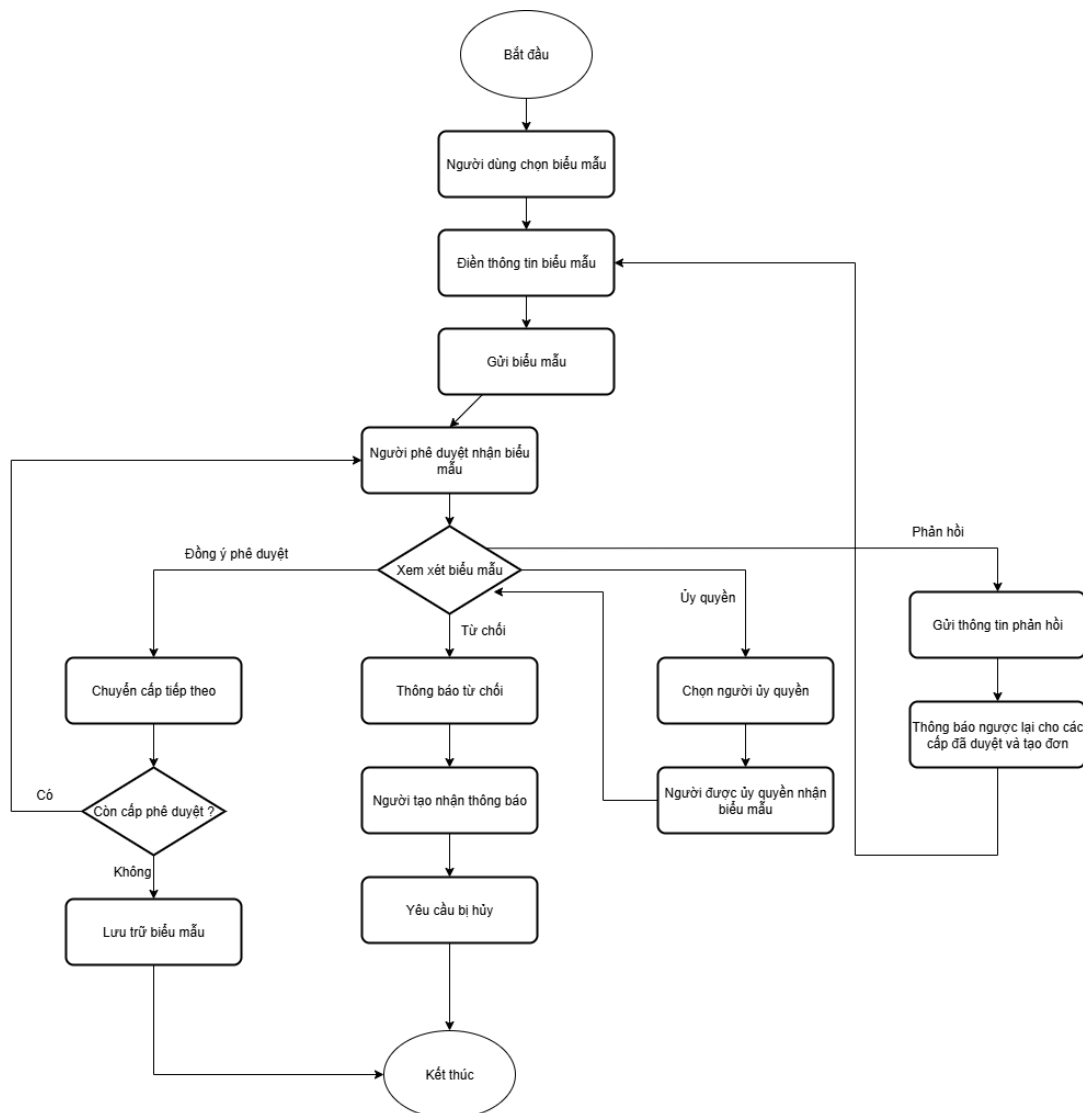 Bắt đầu
Người dùng chọn biểu mẫu
Điền thông tin biểu mẫu
Gửi biểu mẫu
Người phê duyệt nhận biểu
mẫu
Phản hồi
Đồng ý phê duyệt
Xem xét biểu mẫu
Ủy quyền
Từ chối
Gửi thông tin phản hồi
Chuyển cấp tiếp theo
Thông báo từ chối
Chọn người ủy quyền
Thông báo ngược lại cho các
cấp đã duyệt và tạo đơn
Có
Còn cấp phê duyệt ?
Người tạo nhận thông báo
Người được ủy quyền nhận
biểu mẫu
Không
Lưu trữ biểu mẫu
Yêu cầu bị hủy
Kết thúc